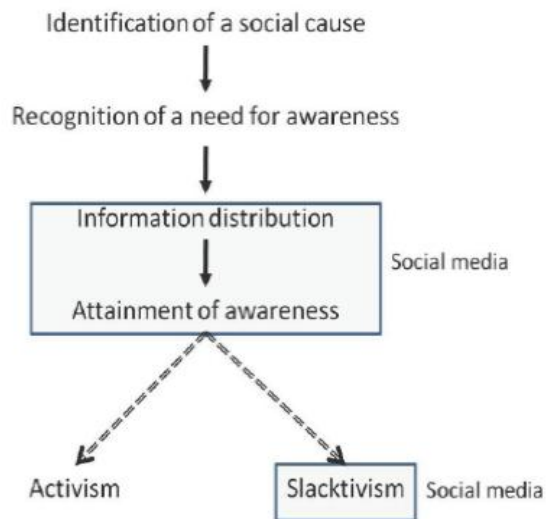 Identification of a social cause
Recognition of a need for awareness
Information distribution
Social media
Attainment of awareness
Activism
Slacktivism
Social media